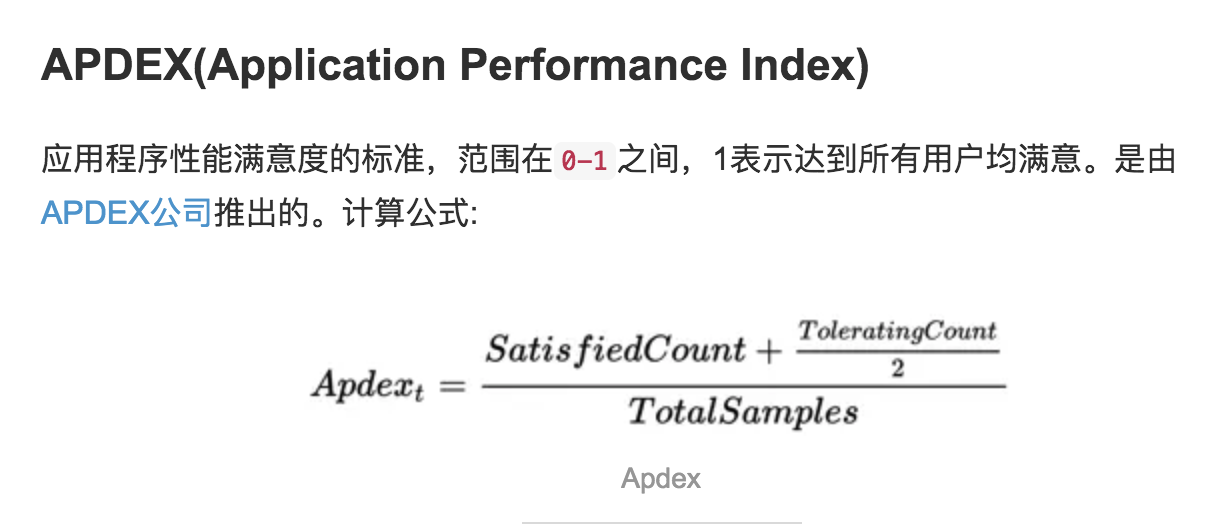 APDEX(Application Performance Index)
应用程序性能满意度的标准，范围在 0-1 之间，1表示达到所有用户均满意。是由
APDEX公司推出的。计算公式:
Apdex_t = \frac{SatisfiedCount + \frac{ToleratingCount}{2}}{TotalSamples}
Apdex